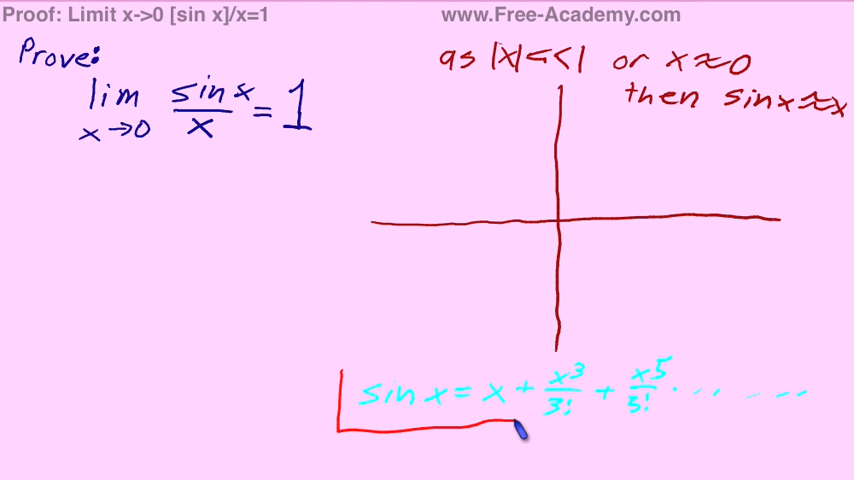 Proof: Limit x->0 [sin x]/x=1
www.Free-Academy.com
Prove:
lim x→0 sin x / x = 1
as |x|<<1 or x≈0
then sin x≈x
sin x = x + x³/3! + x⁵/5! . . . . . . .